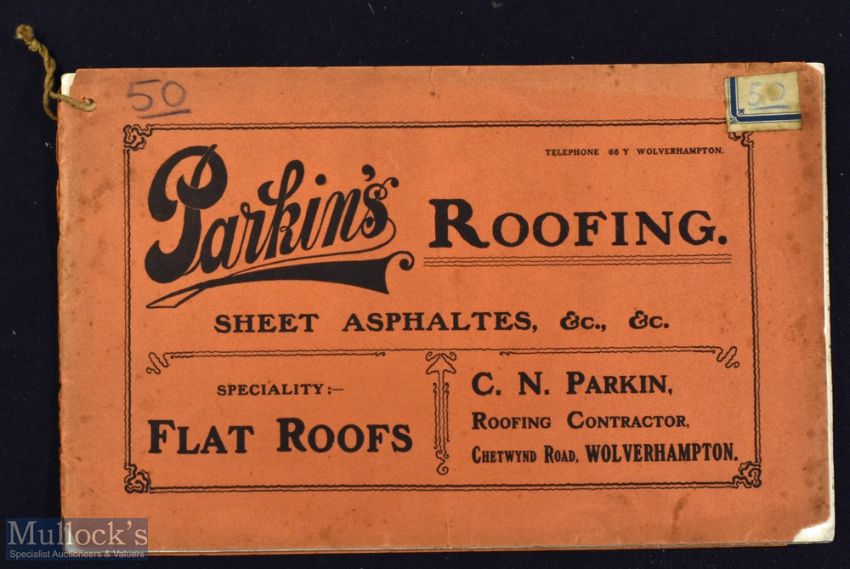 50
50
TELEPHONE 66 Y WOLVERHAMPTON.
Parkin's ROOFING.
SHEET ASPHALTES, &c., &c.
SPECIALITY:—
FLAT ROOFS
C. N. PARKIN,
ROOFING CONTRACTOR,
CHETWYND ROAD, WOLVERHAMPTON.
Mullock's
Specialist Auctioneers & Valuers